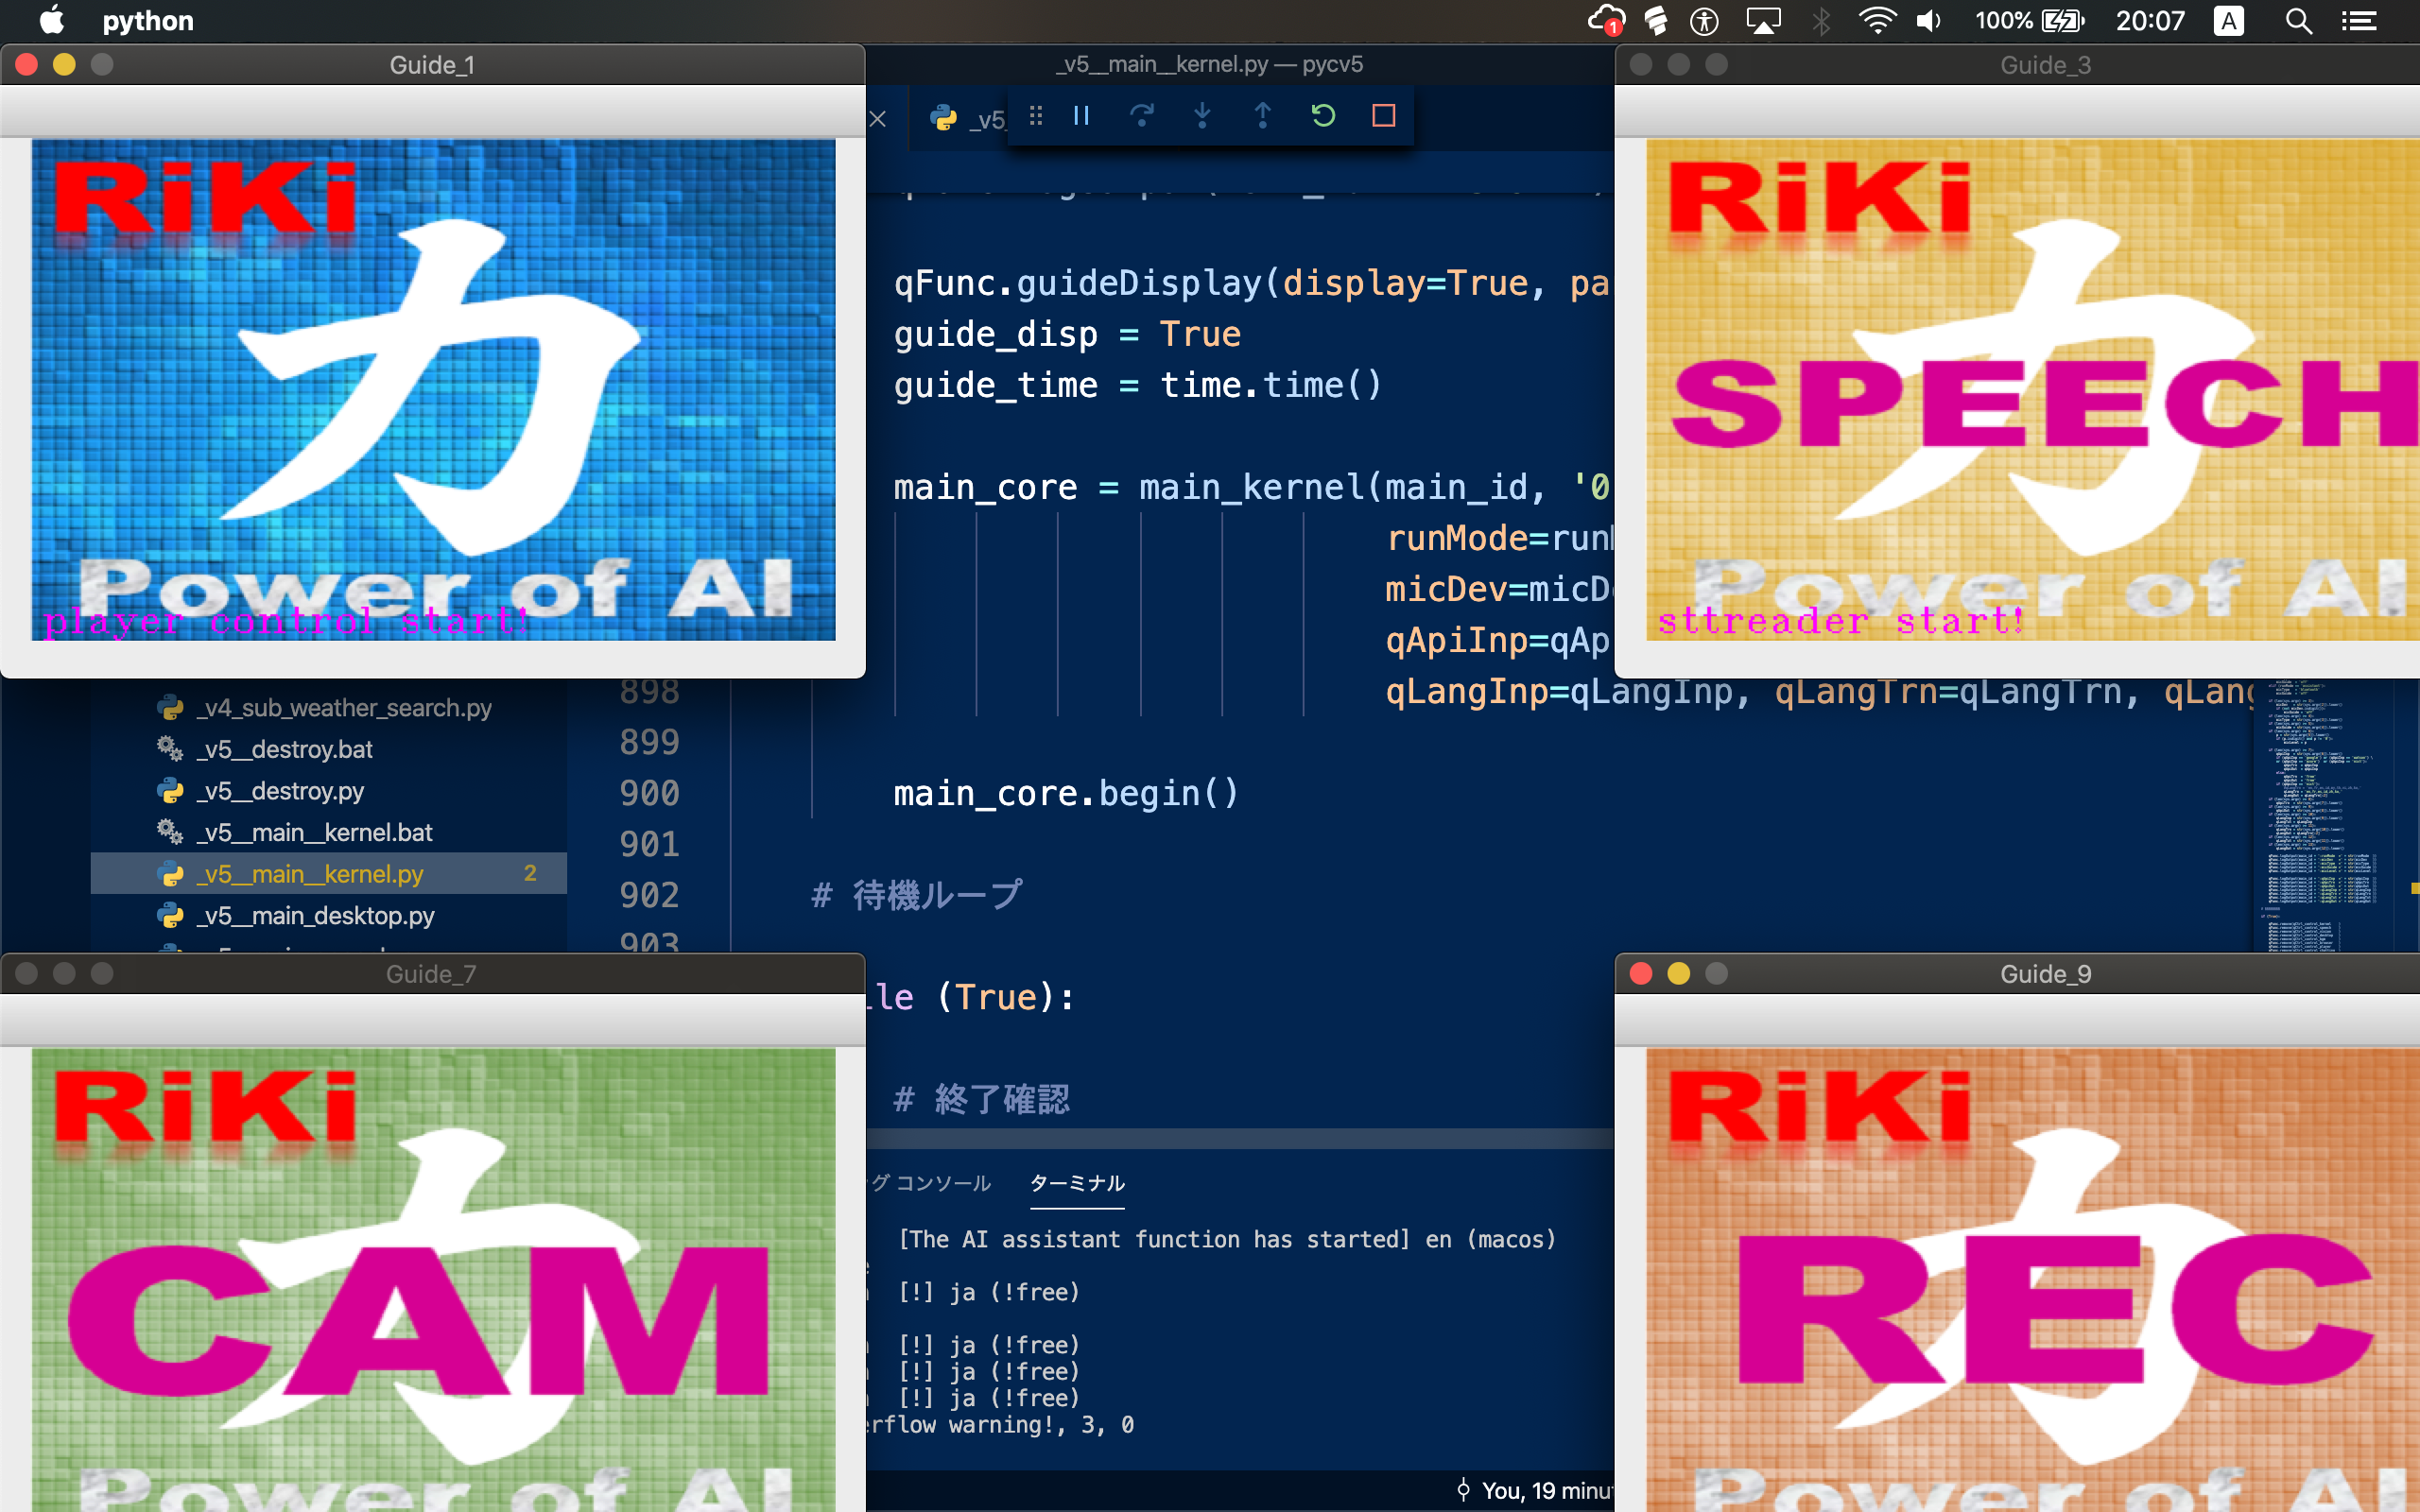 python
100%
20:07
A
1
Guide_1
_v5__main__kernel.py — pycv5
Guide_3
_v5_
RiKi
力
Power of AI
player control start!
RiKi
力
SPEECH
Power of AI
sttreader start!
qFunc.guideDisplay(display=True, pa
guide_disp = True
guide_time = time.time()
main_core = main_kernel(main_id, '0
runMode=run
micDev=micD
qApiInp=qAp
898
qLangInp=qLangInp, qLangTrn=qLangTrn, qLang
899
900
main_core.begin()
901
902
# 待機ループ
903
ile (True):
# 終了確認
_v4_sub_weather_search.py
_v5__destroy.bat
_v5__destroy.py
_v5__main__kernel.bat
_v5__main__kernel.py 2
_v5__main_desktop.py
Guide_7
RiKi
力
CAM
Power of AI
グ コンソール
ターミナル
[The AI assistant function has started] en (macos)
[!] ja (!free)
[!] ja (!free)
[!] ja (!free)
[!] ja (!free)
erflow warning!, 3, 0
You, 19 minu
Guide_9
RiKi
力
REC
Power of AI